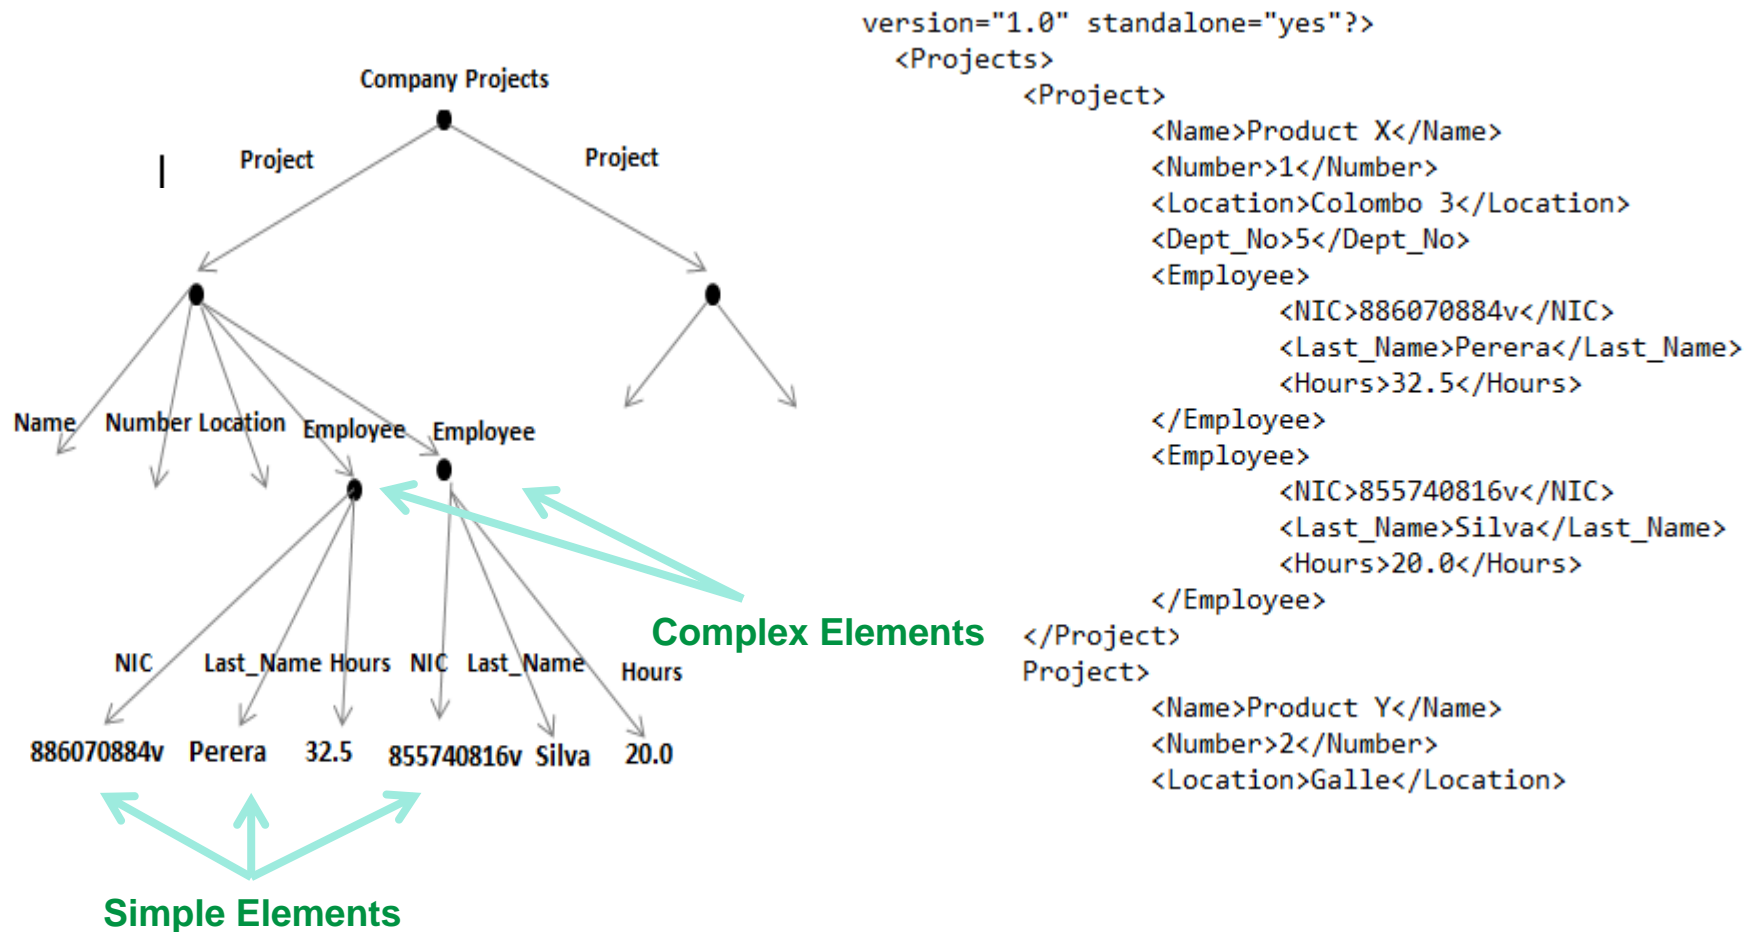 Company Projects
Project
Project
Name
Number Location
Employee
Employee
NIC
Last_Name Hours
NIC
Last_Name
Hours
886070884v
Perera
32.5
855740816v
Silva
20.0
Complex Elements
Simple Elements
version="1.0" standalone="yes"?>
<Projects>
<Project>
<Name>Product X</Name>
<Number>1</Number>
<Location>Colombo 3</Location>
<Dept_No>5</Dept_No>
<Employee>
<NIC>886070884v</NIC>
<Last_Name>Perera</Last_Name>
<Hours>32.5</Hours>
</Employee>
<Employee>
<NIC>855740816v</NIC>
<Last_Name>Silva</Last_Name>
<Hours>20.0</Hours>
</Employee>
</Project>
Project>
<Name>Product Y</Name>
<Number>2</Number>
<Location>Galle</Location>